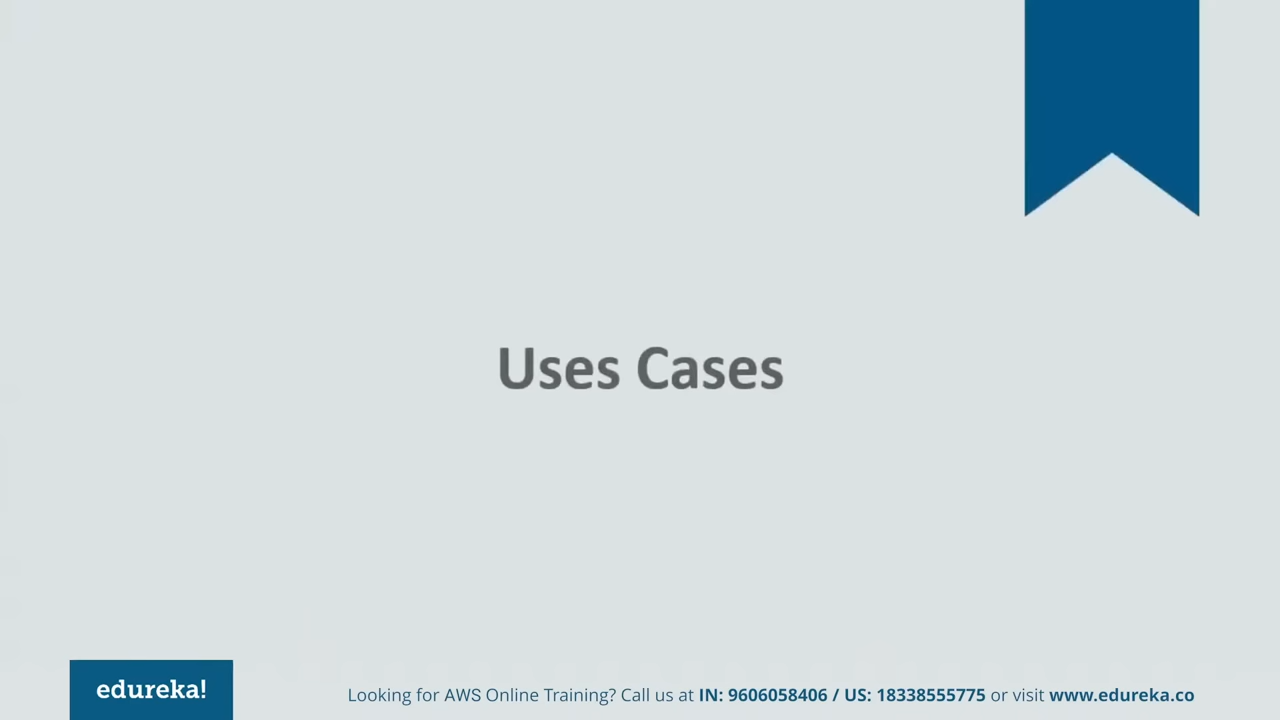 Uses Cases
edureka!
Looking for AWS Online Training? Call us at IN: 9606058406 / US: 18338555775 or visit www.edureka.co